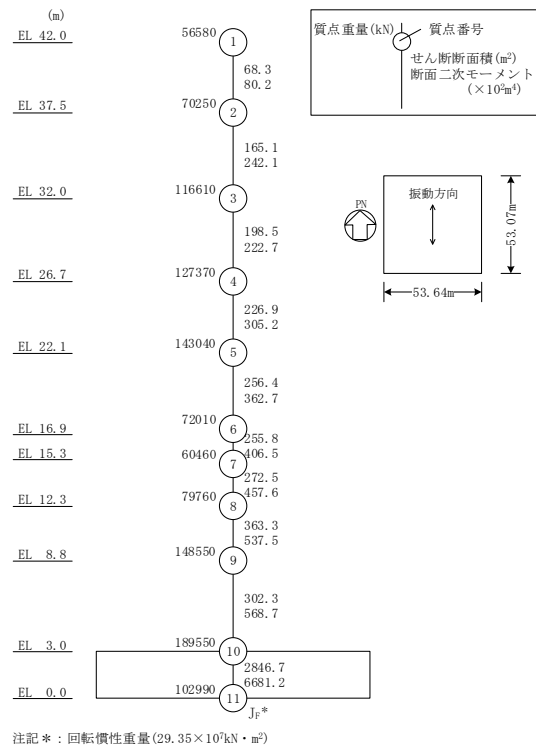 (m)
EL 42.0
56580
1
68.3
80.2
EL 37.5
70250
2
165.1
242.1
EL 32.0
116610
3
198.5
222.7
EL 26.7
127370
4
226.9
305.2
EL 22.1
143040
5
256.4
362.7
EL 16.9
72010
6
255.8
406.5
EL 15.3
60460
7
272.5
457.6
EL 12.3
79760
8
363.3
537.5
EL 8.8
148550
9
302.3
568.7
EL 3.0
189550
10
2846.7
6681.2
EL 0.0
102990
11
J_F*
質点重量(kN)
質点番号
せん断断面積(m²)
断面二次モーメント
(×10²m⁴)
PN
振動方向
53.07m
53.64m
注記*：回転慣性重量(29.35×10⁷kN・m²)